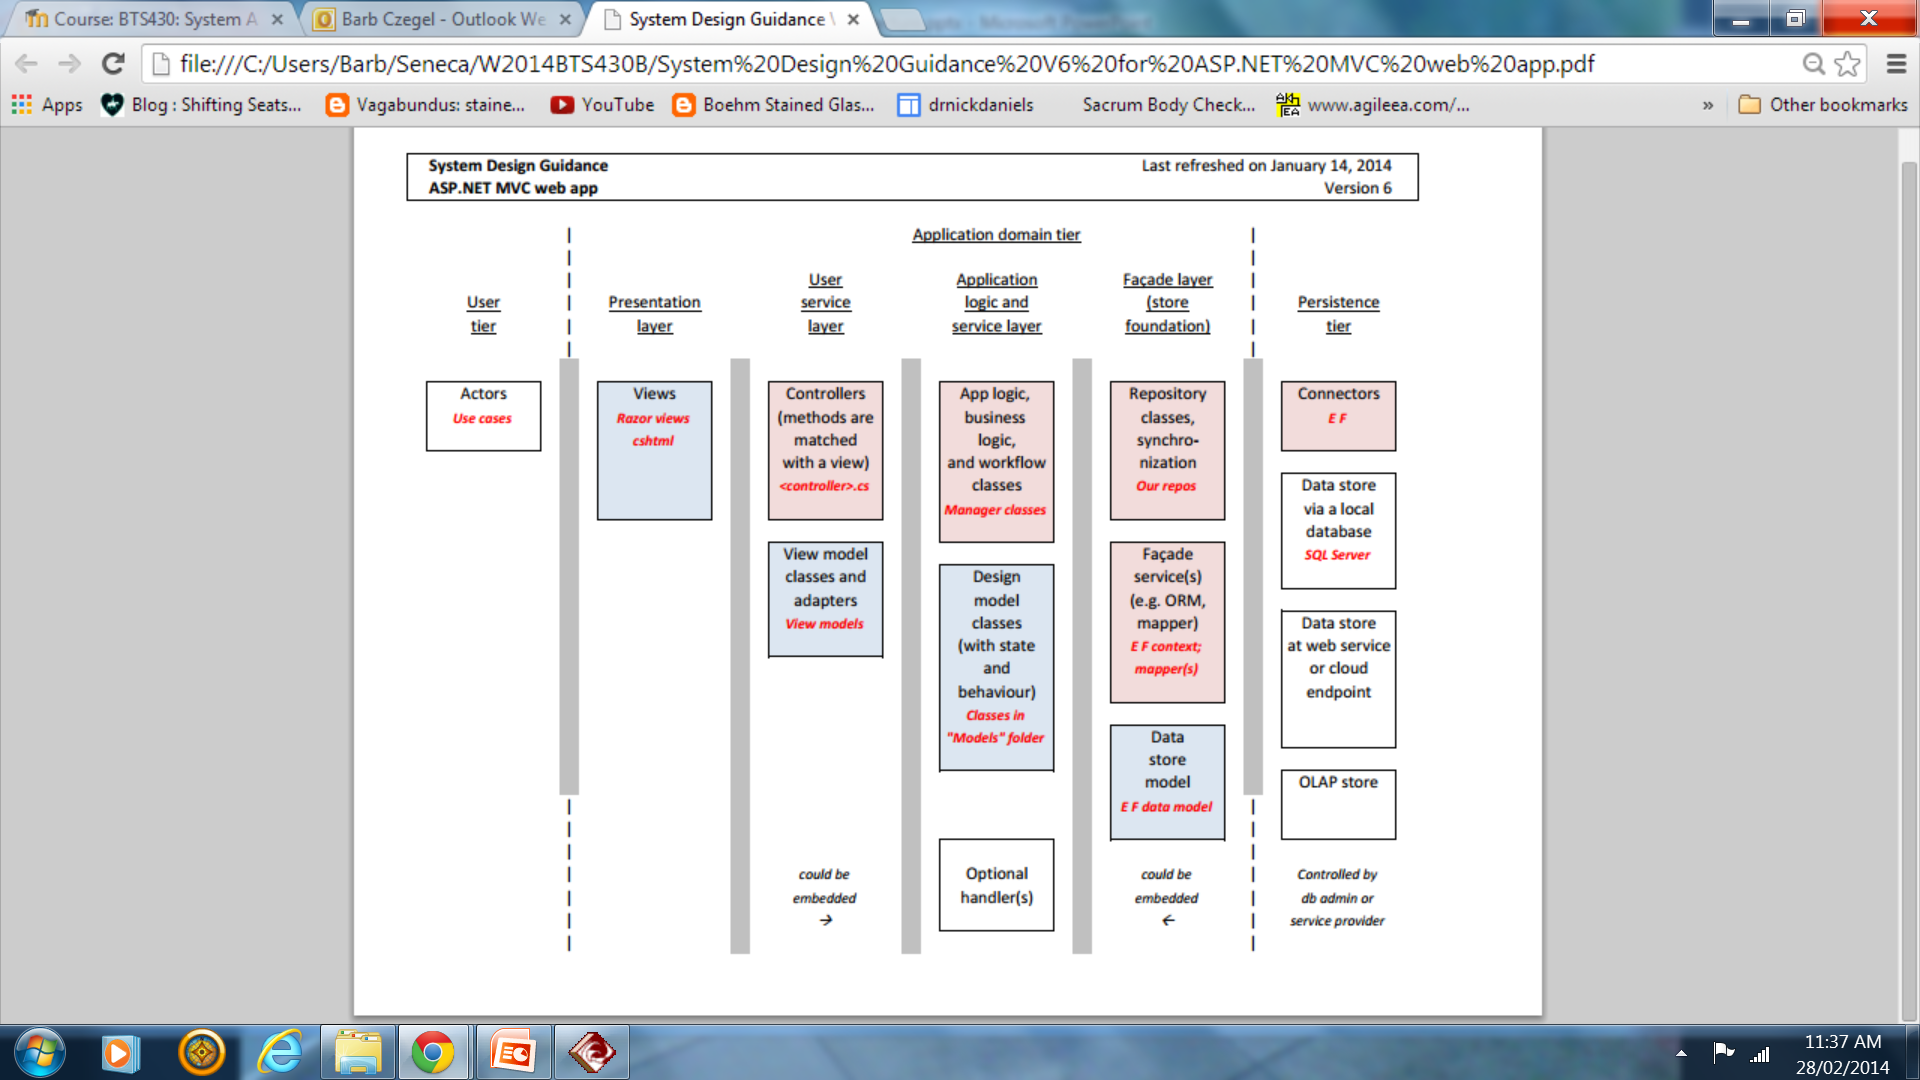 Course: BTS430: System A
Barb Czegel - Outlook We
System Design Guidance V
file:///C:/Users/Barb/Seneca/W2014BTS430B/System%20Design%20Guidance%20V6%20for%20ASP.NET%20MVC%20web%20app.pdf
Apps
Blog : Shifting Seats...
Vagabundus: staine...
YouTube
Boehm Stained Glas...
drnickdaniels
Sacrum Body Check...
www.agileea.com/...
»
Other bookmarks
System Design Guidance
Last refreshed on January 14, 2014
ASP.NET MVC web app
Version 6
Application domain tier
User
tier
Presentation
layer
User
service
layer
Application
logic and
service layer
Façade layer
(store
foundation)
Persistence
tier
Actors
Use cases
Views
Razor views
cshtml
Controllers
(methods are
matched
with a view)
<controller>.cs
View model
classes and
adapters
View models
could be
embedded
→
App logic,
business
logic,
and workflow
classes
Manager classes
Design
model
classes
(with state
and
behaviour)
Classes in
"Models" folder
Optional
handler(s)
Repository
classes,
synchro-
nization
Our repos
Façade
service(s)
(e.g. ORM,
mapper)
E F context;
mapper(s)
Data
store
model
E F data model
could be
embedded
←
Connectors
E F
Data store
via a local
database
SQL Server
Data store
at web service
or cloud
endpoint
OLAP store
Controlled by
db admin or
service provider
11:37 AM
28/02/2014